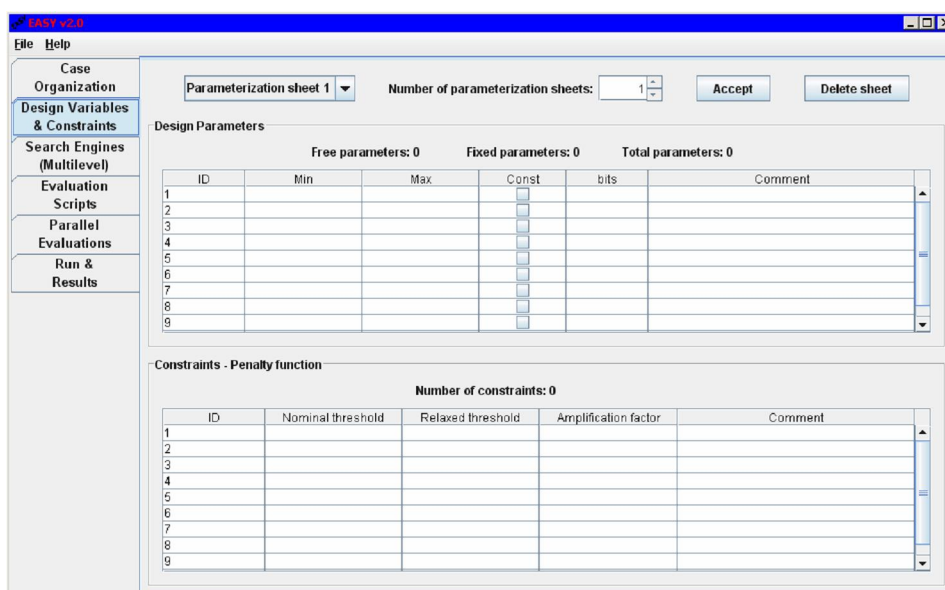 EASY v2.0
File Help
Case
Organization
Design Variables
& Constraints
Search Engines
(Multilevel)
Evaluation
Scripts
Parallel
Evaluations
Run &
Results
Parameterization sheet 1 Number of parameterization sheets: 1 Accept Delete sheet
Design Parameters
Free parameters: 0 Fixed parameters: 0 Total parameters: 0
ID Min Max Const bits Comment
1
2
3
4
5
6
7
8
9
Constraints - Penalty function
Number of constraints: 0
ID Nominal threshold Relaxed threshold Amplification factor Comment
1
2
3
4
5
6
7
8
9